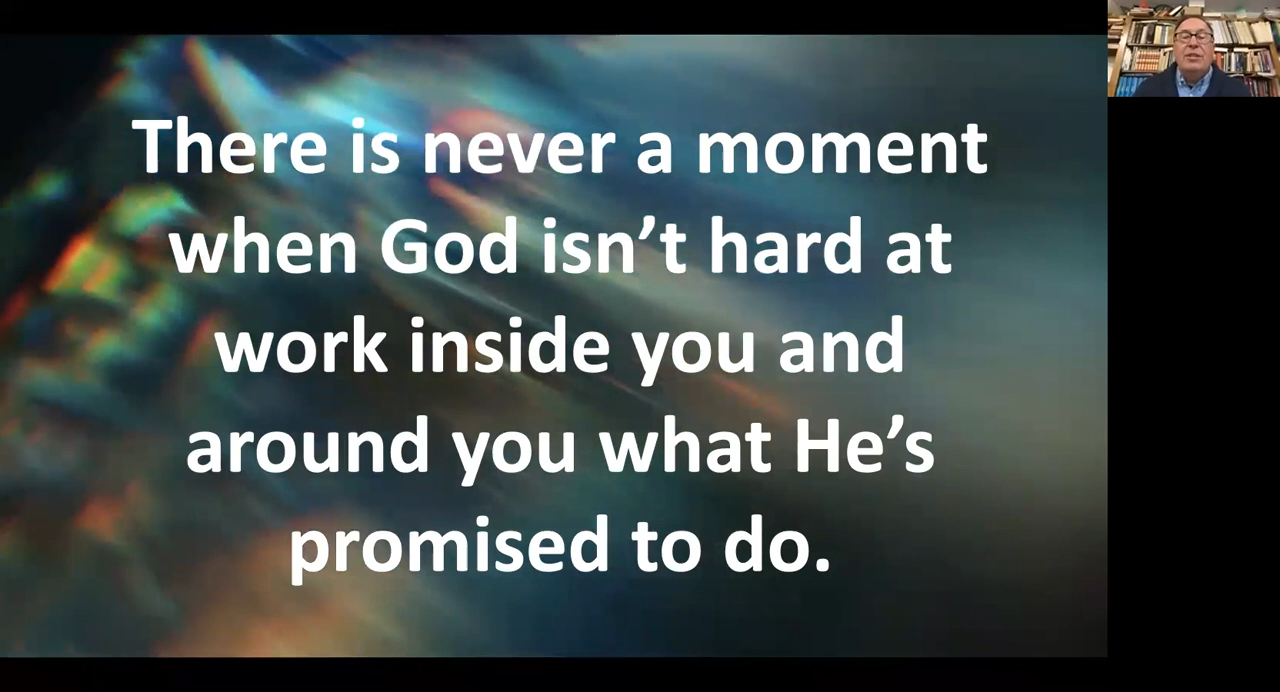 There is never a moment
when God isn’t hard at
work inside you and
around you what He’s
promised to do.